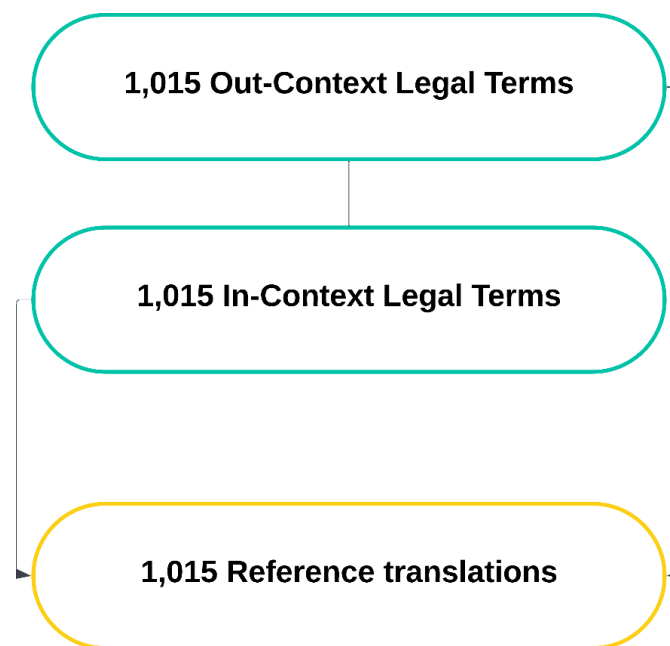 1,015 Out-Context Legal Terms
1,015 In-Context Legal Terms
1,015 Reference translations